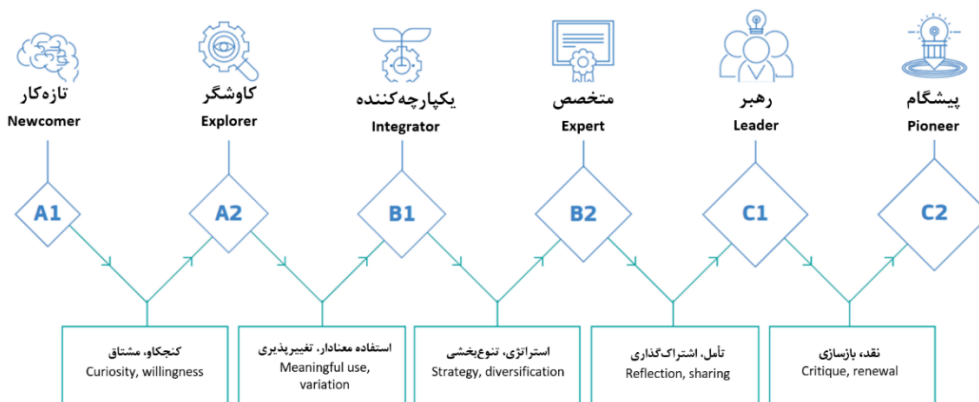 تازه‌کار
Newcomer
کاوشگر
Explorer
یکپارچه‌کننده
Integrator
متخصص
Expert
رهبر
Leader
پیشگام
Pioneer
A1
A2
B1
B2
C1
C2
کنجکاو، مشتاق
Curiosity, willingness
استفاده معنادار، تغییرپذیری
Meaningful use,
variation
استراتژی، تنوع‌بخشی
Strategy, diversification
تأمل، اشتراک‌گذاری
Reflection, sharing
نقد، بازسازی
Critique, renewal